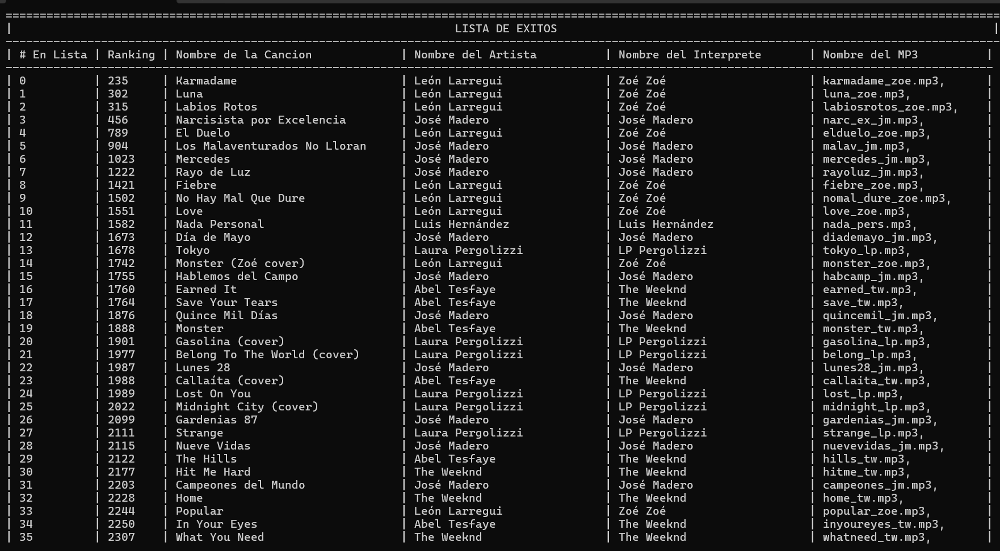 | LISTA DE EXITOS |
| # En Lista | Ranking | Nombre de la Cancion | Nombre del Artista | Nombre del Interprete | Nombre del MP3 |
| 0 | 235 | Karmadame | León Larregui | Zoé Zoé | karmadame_zoe.mp3, |
| 1 | 302 | Luna | León Larregui | Zoé Zoé | luna_zoe.mp3, |
| 2 | 315 | Labios Rotos | León Larregui | Zoé Zoé | labiosrotos_zoe.mp3, |
| 3 | 456 | Narcisista por Excelencia | José Madero | José Madero | narc_ex_jm.mp3, |
| 4 | 789 | El Duelo | León Larregui | Zoé Zoé | elduelo_zoe.mp3, |
| 5 | 904 | Los Malaventurados No Lloran | José Madero | José Madero | malav_jm.mp3, |
| 6 | 1023 | Mercedes | José Madero | José Madero | mercedes_jm.mp3, |
| 7 | 1222 | Rayo de Luz | José Madero | José Madero | rayoluz_jm.mp3, |
| 8 | 1421 | Fiebre | León Larregui | Zoé Zoé | fiebre_zoe.mp3, |
| 9 | 1502 | No Hay Mal Que Dure | León Larregui | Zoé Zoé | nomal_dure_zoe.mp3, |
| 10 | 1551 | Love | León Larregui | Zoé Zoé | love_zoe.mp3, |
| 11 | 1582 | Nada Personal | Luis Hernández | Luis Hernández | nada_pers.mp3, |
| 12 | 1673 | Día de Mayo | José Madero | José Madero | diademayo_jm.mp3, |
| 13 | 1678 | Tokyo | Laura Pergolizzi | LP Pergolizzi | tokyo_lp.mp3, |
| 14 | 1742 | Monster (Zoé cover) | León Larregui | Zoé Zoé | monster_zoe.mp3, |
| 15 | 1755 | Hablemos del Campo | José Madero | José Madero | habcamp_jm.mp3, |
| 16 | 1760 | Earned It | Abel Tesfaye | The Weeknd | earned_tw.mp3, |
| 17 | 1764 | Save Your Tears | Abel Tesfaye | The Weeknd | save_tw.mp3, |
| 18 | 1876 | Quince Mil Días | José Madero | José Madero | quincemil_jm.mp3, |
| 19 | 1888 | Monster | Abel Tesfaye | The Weeknd | monster_tw.mp3, |
| 20 | 1901 | Gasolina (cover) | Laura Pergolizzi | LP Pergolizzi | gasolina_lp.mp3, |
| 21 | 1977 | Belong To The World (cover) | Laura Pergolizzi | LP Pergolizzi | belong_lp.mp3, |
| 22 | 1987 | Lunes 28 | José Madero | José Madero | lunes28_jm.mp3, |
| 23 | 1988 | Callaíta (cover) | Abel Tesfaye | The Weeknd | callaita_tw.mp3, |
| 24 | 1989 | Lost On You | Laura Pergolizzi | LP Pergolizzi | lost_lp.mp3, |
| 25 | 2022 | Midnight City (cover) | Laura Pergolizzi | LP Pergolizzi | midnight_lp.mp3, |
| 26 | 2099 | Gardenias 87 | José Madero | José Madero | gardenias_jm.mp3, |
| 27 | 2111 | Strange | Laura Pergolizzi | LP Pergolizzi | strange_lp.mp3, |
| 28 | 2115 | Nueve Vidas | José Madero | José Madero | nuevevidas_jm.mp3, |
| 29 | 2122 | The Hills | Abel Tesfaye | The Weeknd | hills_tw.mp3, |
| 30 | 2177 | Hit Me Hard | The Weeknd | The Weeknd | hitme_tw.mp3, |
| 31 | 2203 | Campeones del Mundo | José Madero | José Madero | campeones_jm.mp3, |
| 32 | 2228 | Home | The Weeknd | The Weeknd | home_tw.mp3, |
| 33 | 2244 | Popular | León Larregui | Zoé Zoé | popular_zoe.mp3, |
| 34 | 2250 | In Your Eyes | Abel Tesfaye | The Weeknd | inyoureyes_tw.mp3, |
| 35 | 2307 | What You Need | The Weeknd | The Weeknd | whatneed_tw.mp3, |